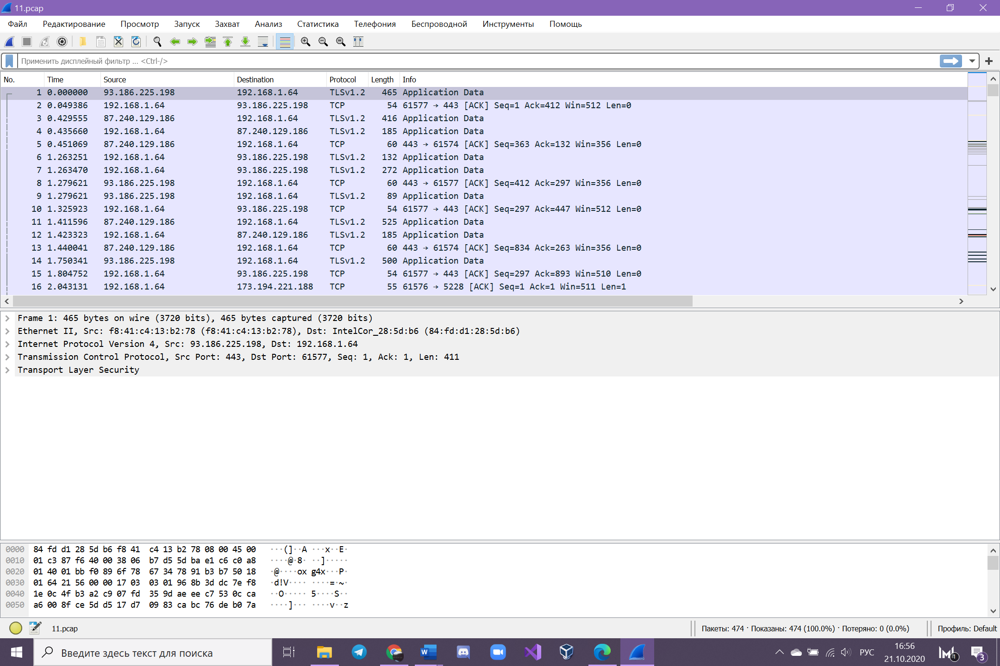 11.pcap
Файл Редактирование Просмотр Запуск Захват Анализ Статистика Телефония Беспроводной Инструменты Помощь
Применить дисплейный фильтр ... <Ctrl-/>
No. Time Source Destination Protocol Length Info
1 0.000000 93.186.225.198 192.168.1.64 TLSv1.2 465 Application Data
2 0.049386 192.168.1.64 93.186.225.198 TCP 54 61577 → 443 [ACK] Seq=1 Ack=412 Win=512 Len=0
3 0.429555 87.240.129.186 192.168.1.64 TLSv1.2 416 Application Data
4 0.435660 192.168.1.64 87.240.129.186 TLSv1.2 185 Application Data
5 0.451069 87.240.129.186 192.168.1.64 TCP 60 443 → 61574 [ACK] Seq=363 Ack=132 Win=356 Len=0
6 1.263251 192.168.1.64 93.186.225.198 TLSv1.2 132 Application Data
7 1.263470 192.168.1.64 93.186.225.198 TLSv1.2 272 Application Data
8 1.279621 93.186.225.198 192.168.1.64 TCP 60 443 → 61577 [ACK] Seq=412 Ack=297 Win=356 Len=0
9 1.279621 93.186.225.198 192.168.1.64 TLSv1.2 89 Application Data
10 1.325923 192.168.1.64 93.186.225.198 TCP 54 61577 → 443 [ACK] Seq=297 Ack=447 Win=512 Len=0
11 1.411596 87.240.129.186 192.168.1.64 TLSv1.2 525 Application Data
12 1.423323 192.168.1.64 87.240.129.186 TLSv1.2 185 Application Data
13 1.440041 87.240.129.186 192.168.1.64 TCP 60 443 → 61574 [ACK] Seq=834 Ack=263 Win=356 Len=0
14 1.750341 93.186.225.198 192.168.1.64 TLSv1.2 500 Application Data
15 1.804752 192.168.1.64 93.186.225.198 TCP 54 61577 → 443 [ACK] Seq=297 Ack=893 Win=510 Len=0
16 2.043131 192.168.1.64 173.194.221.188 TCP 55 61576 → 5228 [ACK] Seq=1 Ack=1 Win=511 Len=1
Frame 1: 465 bytes on wire (3720 bits), 465 bytes captured (3720 bits)
Ethernet II, Src: f8:41:c4:13:b2:78 (f8:41:c4:13:b2:78), Dst: IntelCor_28:5d:b6 (84:fd:d1:28:5d:b6)
Internet Protocol Version 4, Src: 93.186.225.198, Dst: 192.168.1.64
Transmission Control Protocol, Src Port: 443, Dst Port: 61577, Seq: 1, Ack: 1, Len: 411
Transport Layer Security
0000 84 fd d1 28 5d b6 f8 41 c4 13 b2 78 08 00 45 00 ···(]··A ···x··E·
0010 01 c3 87 f6 40 00 38 06 b7 d5 5d ba e1 c6 c0 a8 ····@·8· ··]·····
0020 01 40 01 bb f0 89 6f 78 67 34 78 91 b3 b7 50 18 ·@····ox g4x···P·
0030 01 64 21 56 00 00 17 03 03 01 96 8b 3d dc 7e f8 ·d!V···· ····=·~·
0040 1e 0c 4f b3 a2 c9 07 fd 35 9d ae ee c7 53 0c ca ··O····· 5····S··
0050 a6 00 8f ce 5d d5 17 d7 09 83 ca bc 76 de b0 7a ····]··· ····v··z
11.pcap Пакеты: 474 · Показаны: 474 (100.0%) · Потеряно: 0 (0.0%) Профиль: Default
Введите здесь текст для поиска
РУС
16:56
21.10.2020
1
3